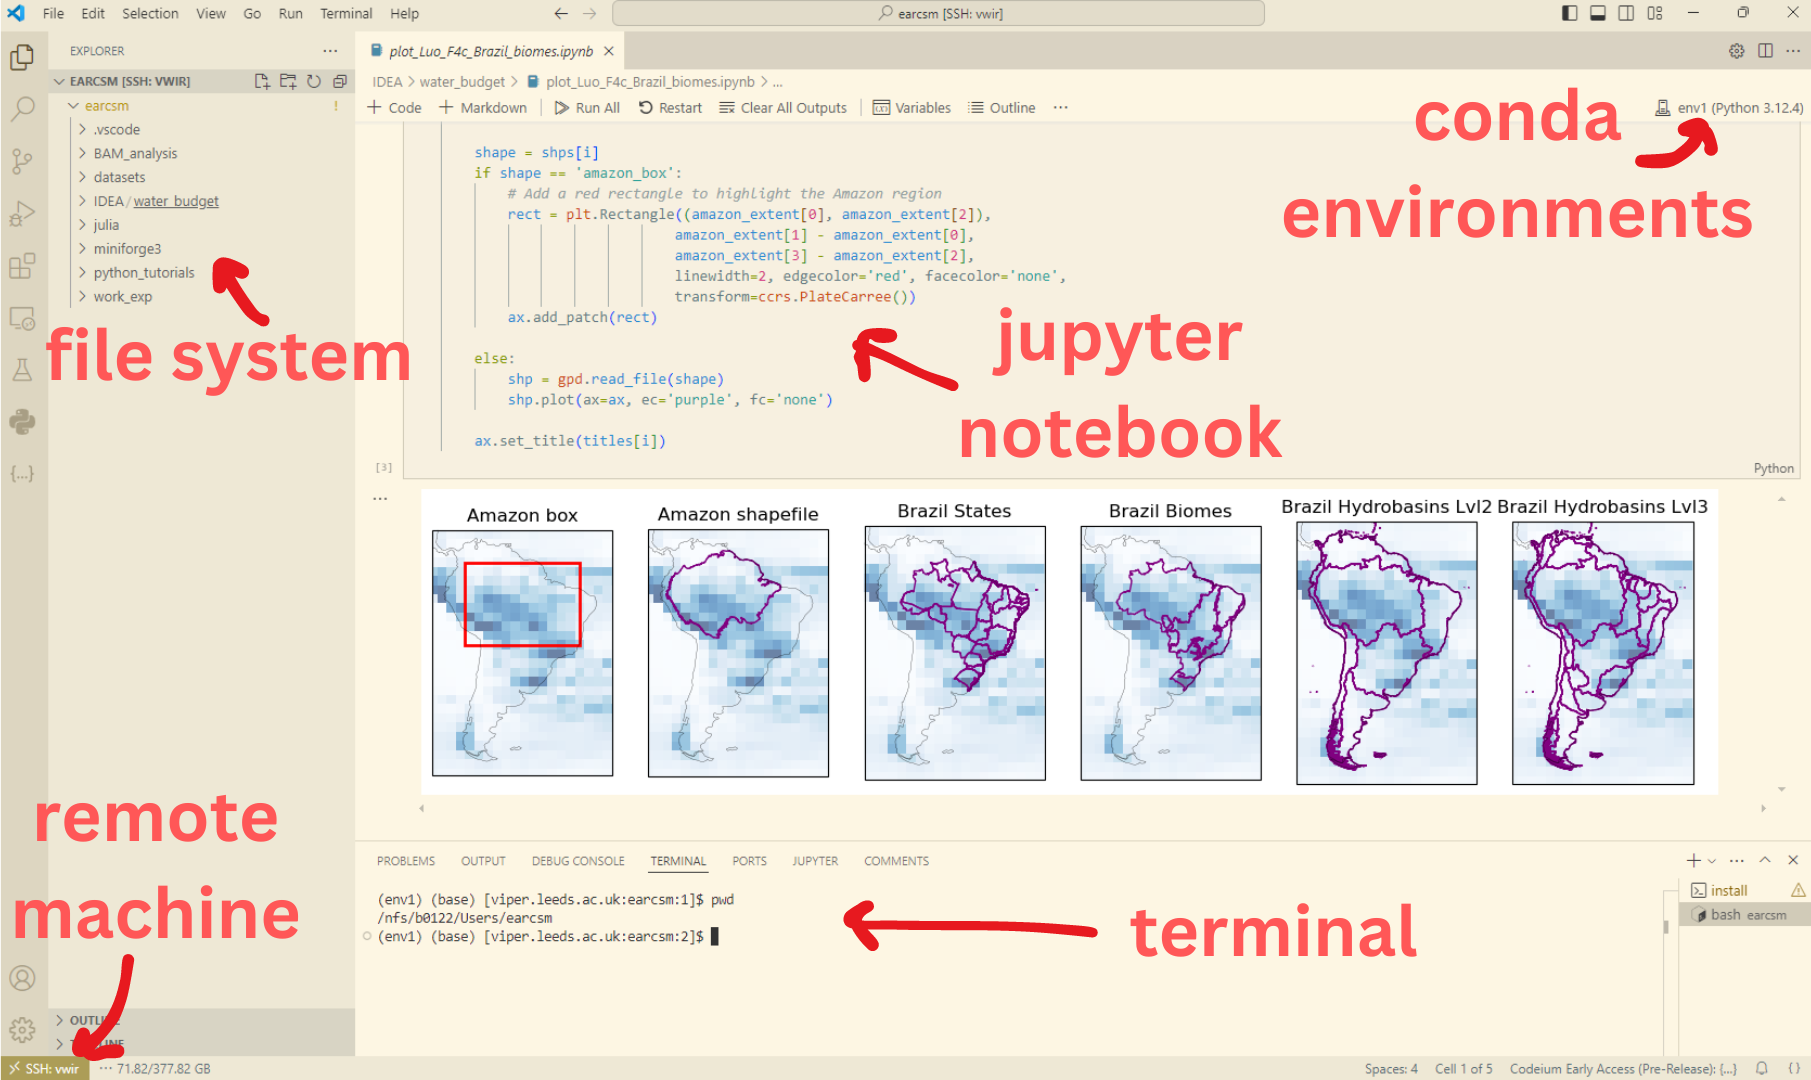 File Edit Selection View Go Run Terminal Help
earcsm [SSH: vwir]
EXPLORER
EARCSM [SSH: VWIR]
earcsm !
.vscode
BAM_analysis
datasets
IDEA / water_budget
julia
miniforge3
python_tutorials
work_exp
file system
remote
machine
OUTLINE
TIMELINE
plot_Luo_F4c_Brazil_biomes.ipynb
IDEA > water_budget > plot_Luo_F4c_Brazil_biomes.ipynb > ...
+ Code + Markdown Run All Restart Clear All Outputs Variables Outline ...
env1 (Python 3.12.4)
conda
environments
shape = shps[i]
if shape == 'amazon_box':
# Add a red rectangle to highlight the Amazon region
rect = plt.Rectangle((amazon_extent[0], amazon_extent[2]),
amazon_extent[1] - amazon_extent[0],
amazon_extent[3] - amazon_extent[2],
linewidth=2, edgecolor='red', facecolor='none',
transform=ccrs.PlateCarree())
ax.add_patch(rect)
else:
shp = gpd.read_file(shape)
shp.plot(ax=ax, ec='purple', fc='none')
ax.set_title(titles[i])
jupyter
notebook
[3]
Python
Amazon box
Amazon shapefile
Brazil States
Brazil Biomes
Brazil Hydrobasins Lvl2
Brazil Hydrobasins Lvl3
PROBLEMS OUTPUT DEBUG CONSOLE TERMINAL PORTS JUPYTER COMMENTS
(env1) (base) [viper.leeds.ac.uk:earcsm:1]$ pwd
/nfs/b0122/Users/earcsm
(env1) (base) [viper.leeds.ac.uk:earcsm:2]$
terminal
install
bash earcsm
SSH: vwir ... 71.82/377.82 GB
Spaces: 4 Cell 1 of 5 Codeium Early Access (Pre-Release): {...}